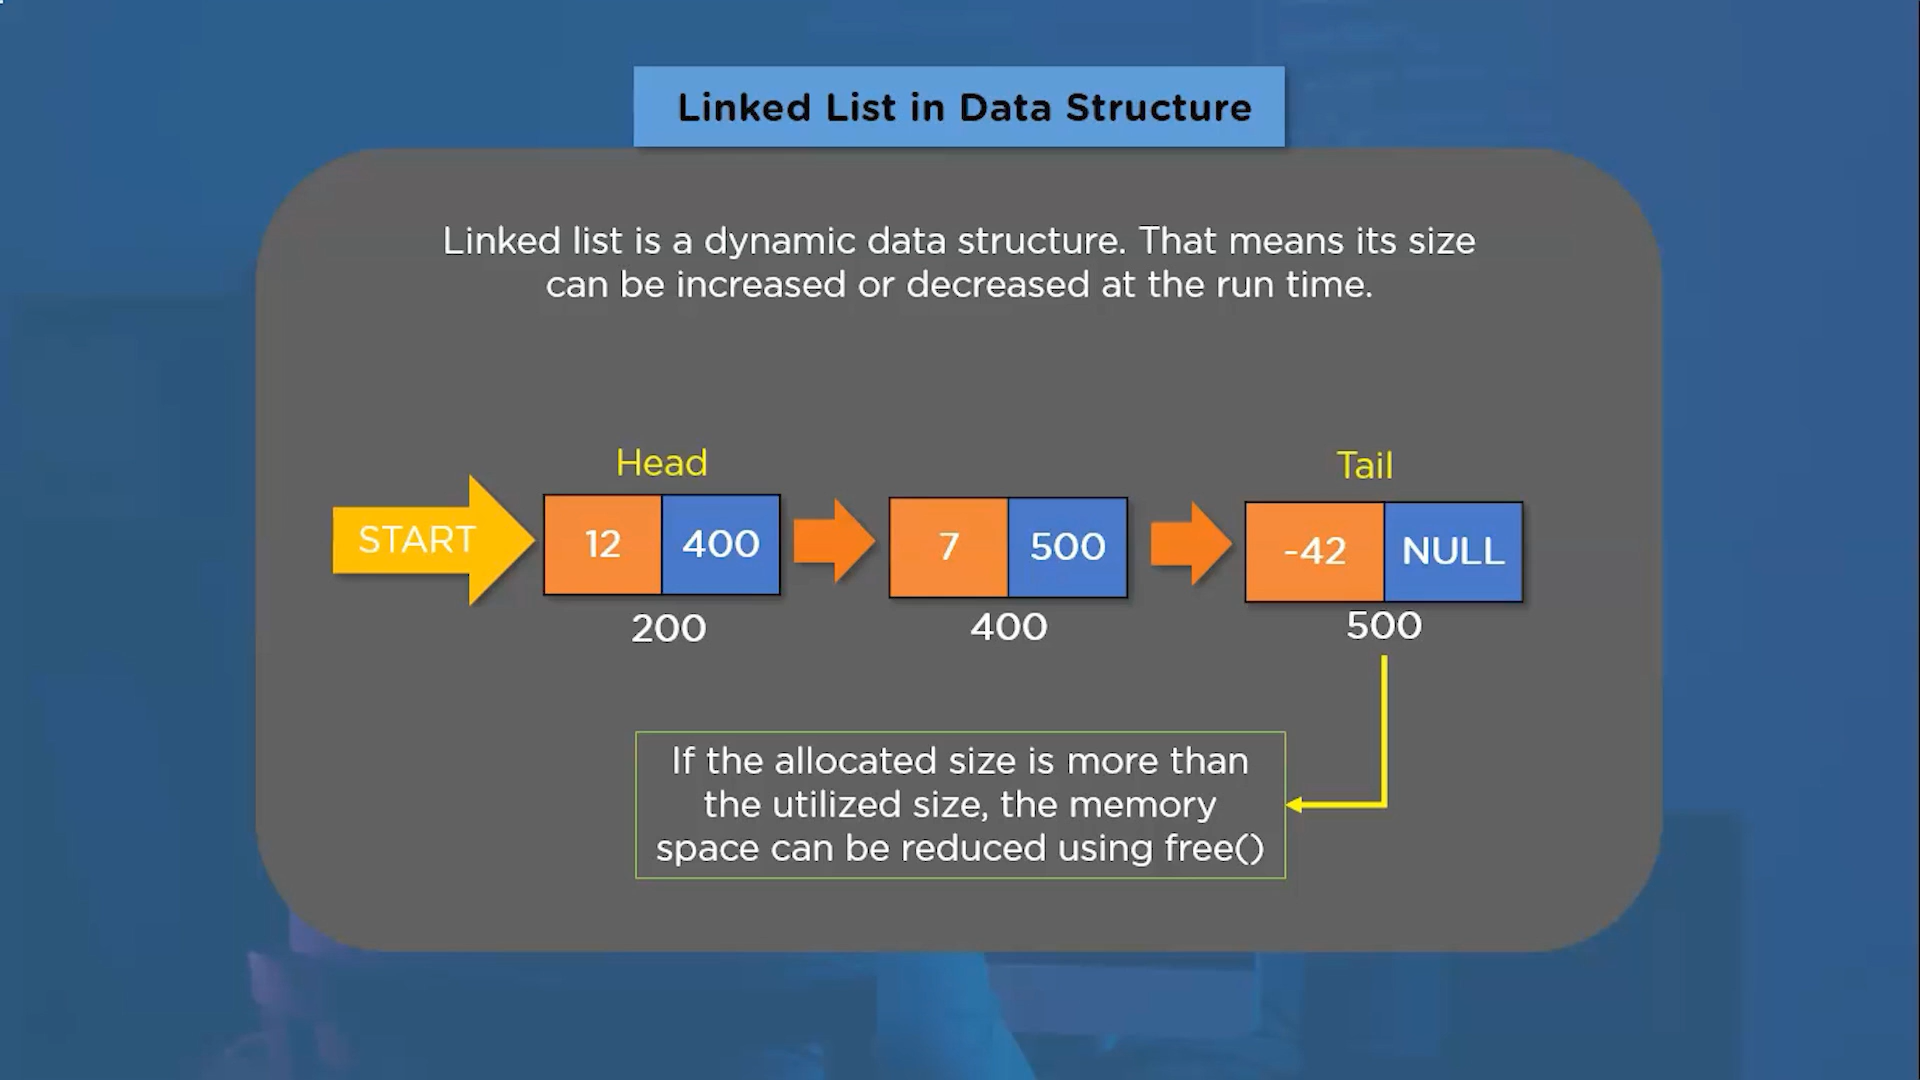 Linked List in Data Structure
Linked list is a dynamic data structure. That means its size
can be increased or decreased at the run time.
Head
Tail
START
12 400
7 500
-42 NULL
200
400
500
If the allocated size is more than
the utilized size, the memory
space can be reduced using free()